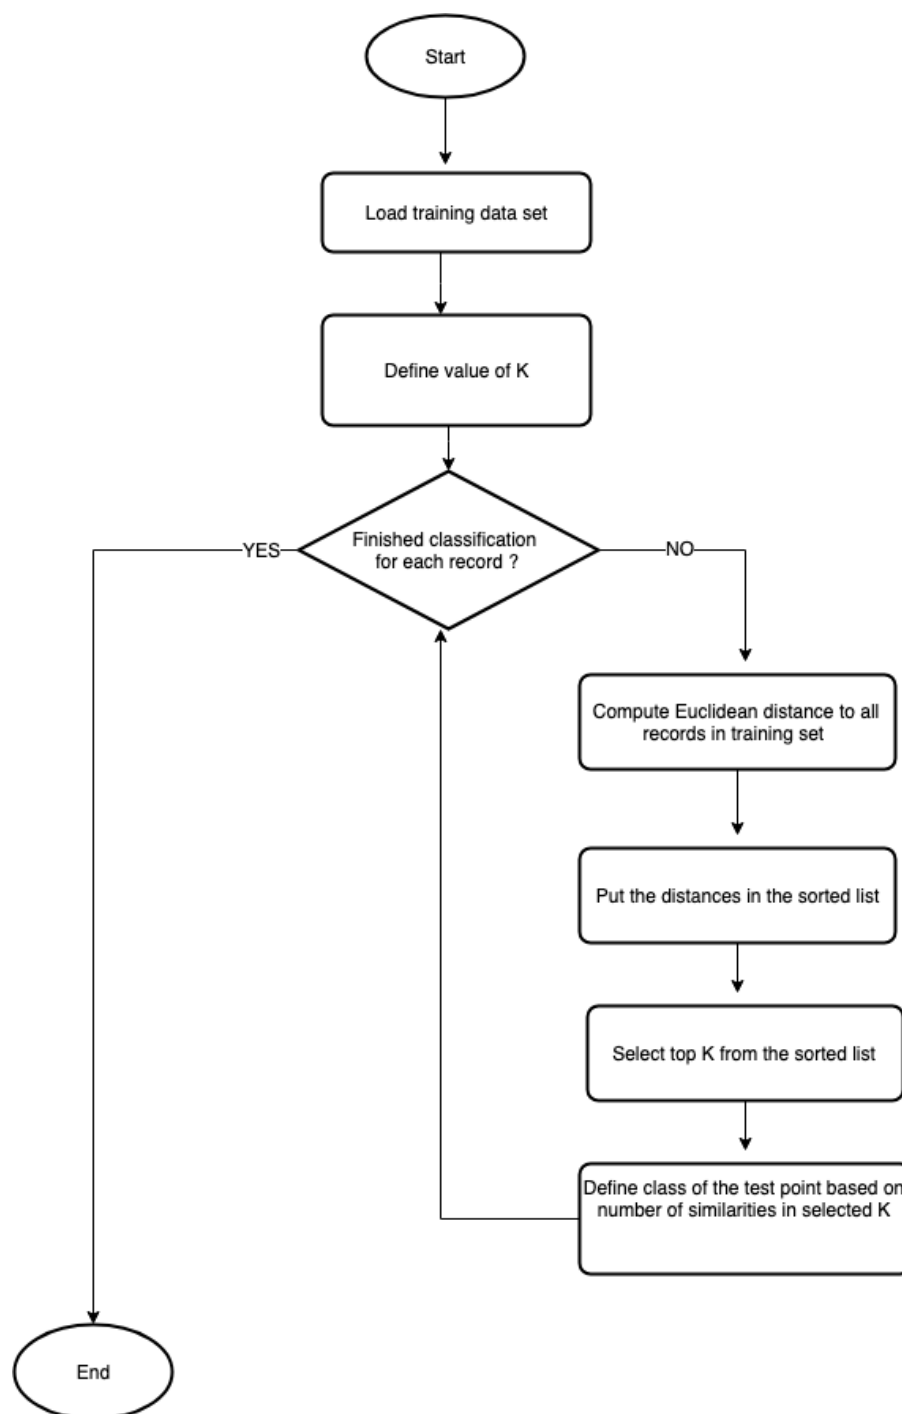 Start
Load training data set
Define value of K
Finished classification
for each record ?
YES
NO
Compute Euclidean distance to all
records in training set
Put the distances in the sorted list
Select top K from the sorted list
Define class of the test point based on
number of similarities in selected K
End